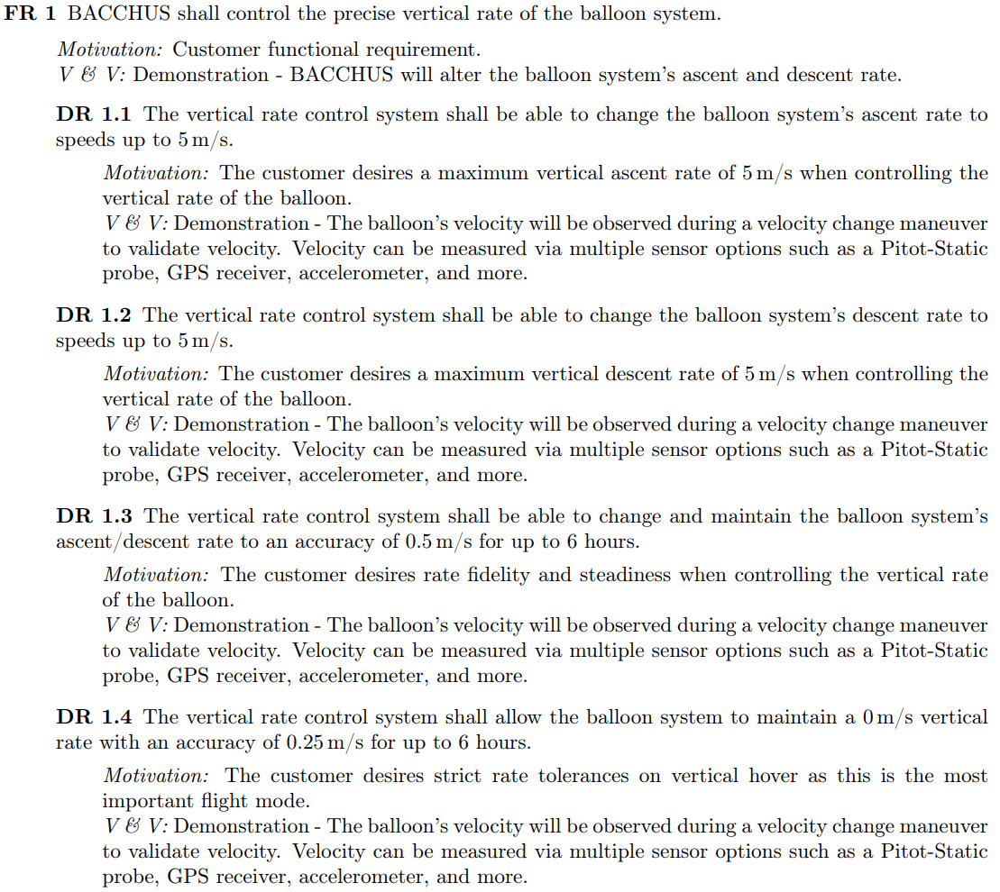 FR 1 BACCHUS shall control the precise vertical rate of the balloon system.
Motivation: Customer functional requirement.
V & V: Demonstration - BACCHUS will alter the balloon system's ascent and descent rate.
DR 1.1 The vertical rate control system shall be able to change the balloon system's ascent rate to
speeds up to 5 m/s.
Motivation: The customer desires a maximum vertical ascent rate of 5 m/s when controlling the
vertical rate of the balloon.
V & V: Demonstration - The balloon's velocity will be observed during a velocity change maneuver
to validate velocity. Velocity can be measured via multiple sensor options such as a Pitot-Static
probe, GPS receiver, accelerometer, and more.
DR 1.2 The vertical rate control system shall be able to change the balloon system's descent rate to
speeds up to 5 m/s.
Motivation: The customer desires a maximum vertical descent rate of 5 m/s when controlling the
vertical rate of the balloon.
V & V: Demonstration - The balloon's velocity will be observed during a velocity change maneuver
to validate velocity. Velocity can be measured via multiple sensor options such as a Pitot-Static
probe, GPS receiver, accelerometer, and more.
DR 1.3 The vertical rate control system shall be able to change and maintain the balloon system's
ascent/descent rate to an accuracy of 0.5 m/s for up to 6 hours.
Motivation: The customer desires rate fidelity and steadiness when controlling the vertical rate
of the balloon.
V & V: Demonstration - The balloon's velocity will be observed during a velocity change maneuver
to validate velocity. Velocity can be measured via multiple sensor options such as a Pitot-Static
probe, GPS receiver, accelerometer, and more.
DR 1.4 The vertical rate control system shall allow the balloon system to maintain a 0 m/s vertical
rate with an accuracy of 0.25 m/s for up to 6 hours.
Motivation: The customer desires strict rate tolerances on vertical hover as this is the most
important flight mode.
V & V: Demonstration - The balloon's velocity will be observed during a velocity change maneuver
to validate velocity. Velocity can be measured via multiple sensor options such as a Pitot-Static
probe, GPS receiver, accelerometer, and more.